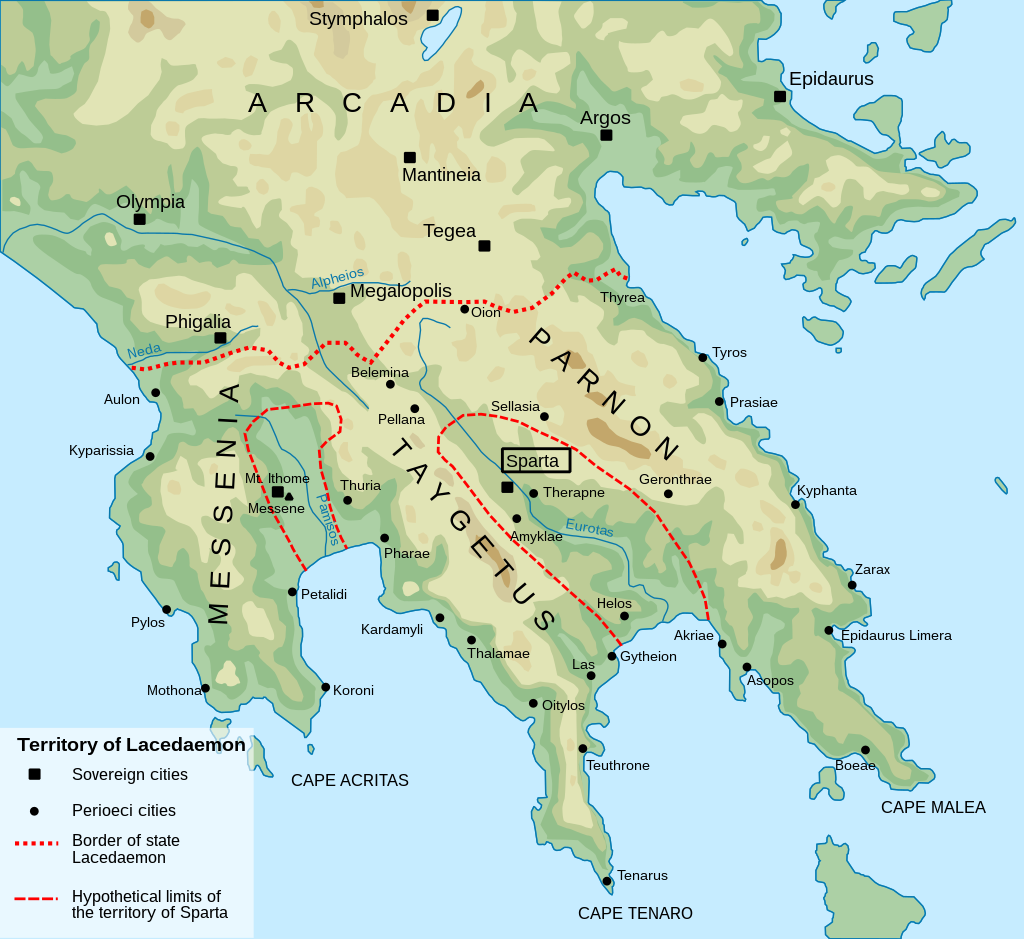 Stymphalos
Epidaurus
ARCADIA
Argos
Mantineia
Olympia
Tegea
Alpheios
Megalopolis
Thyrea
Oion
Phigalia
Neda
PARNON
Tyros
Belemina
Aulon
Prasiae
Sellasia
Pellana
MESSENIA
TAYGETUS
Kyparissia
Sparta
Mt. Ithome
Thuria
Geronthrae
Therapne
Kyphanta
Messene
Pamisos
Eurotas
Amyklae
Pharae
Zarax
Petalidi
Helos
Pylos
Kardamyli
Akriae
Epidaurus Limera
Thalamae
Gytheion
Las
Asopos
Mothona
Koroni
Oitylos
Teuthrone
Boeae
CAPE ACRITAS
CAPE MALEA
Tenarus
CAPE TENARO
Territory of Lacedaemon
Sovereign cities
Perioeci cities
Border of state
Lacedaemon
Hypothetical limits of
the territory of Sparta